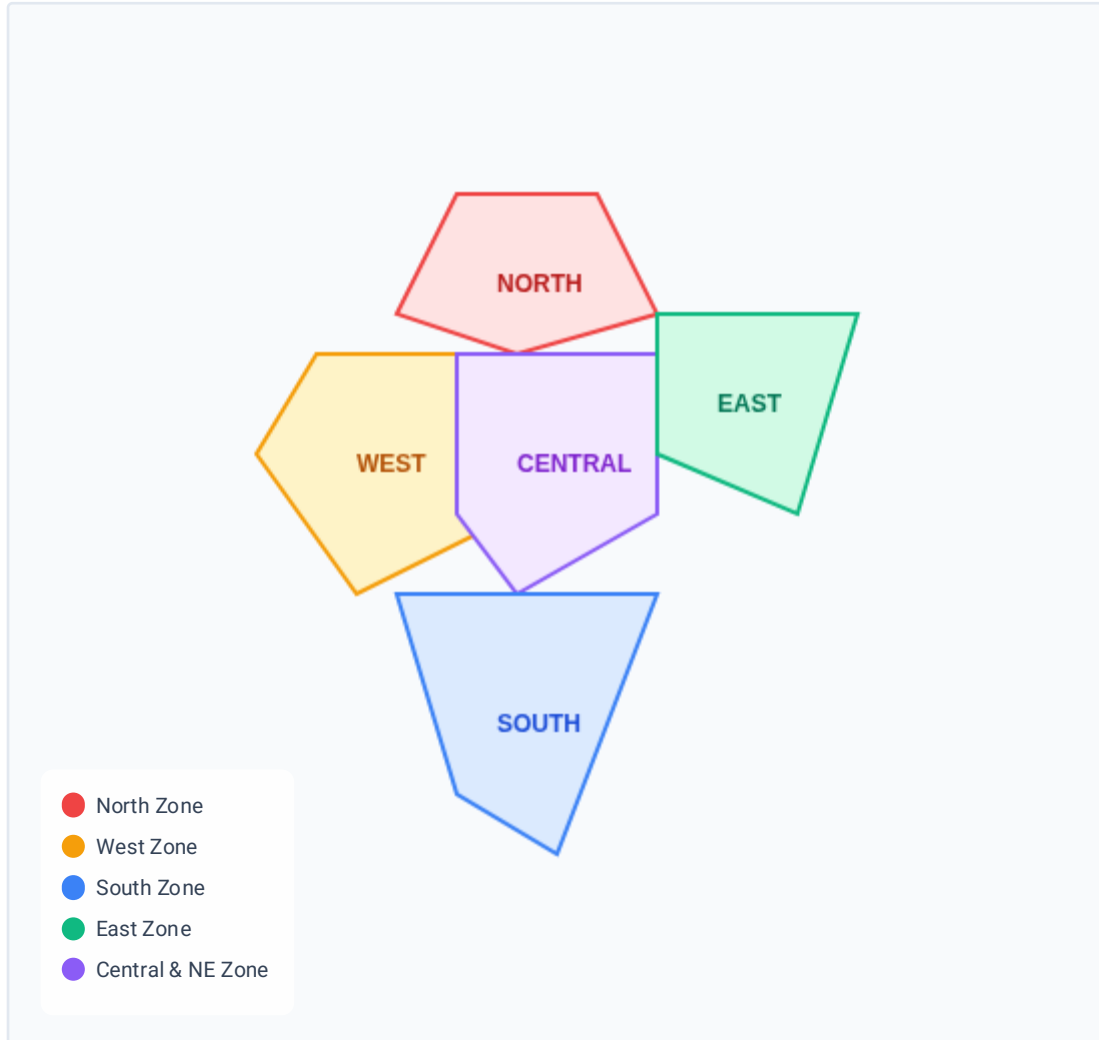 NORTH
EAST
WEST
CENTRAL
SOUTH
North Zone
West Zone
South Zone
East Zone
Central & NE Zone